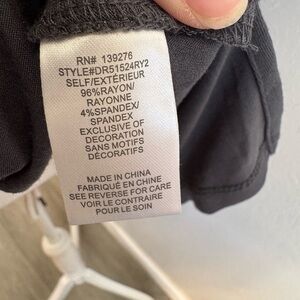 RN# 139276
STYLE#DR51524RY2
SELF/EXTÉRIEUR
96%RAYON/
RAYONNE
4%SPANDEX/
SPANDEX
EXCLUSIVE OF
DECORATION
SANS MOTIFS
DÉCORATIFS
MADE IN CHINA
FABRIQUÉ EN CHINE
SEE REVERSE FOR CARE
VOIR LE CONTRAIRE
POUR LE SOIN